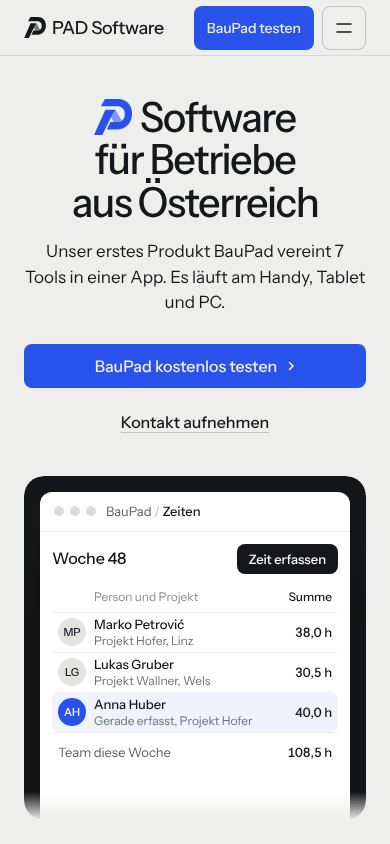 PAD Software
BauPad testen
P Software
für Betriebe
aus Österreich
Unser erstes Produkt BauPad vereint 7
Tools in einer App. Es läuft am Handy, Tablet
und PC.
BauPad kostenlos testen
Kontakt aufnehmen
BauPad / Zeiten
Woche 48
Zeit erfassen
Person und Projekt Summe
MP Marko Petrović 38,0 h
Projekt Hofer, Linz
LG Lukas Gruber 30,5 h
Projekt Wallner, Wels
AH Anna Huber 40,0 h
Gerade erfasst, Projekt Hofer
Team diese Woche 108,5 h